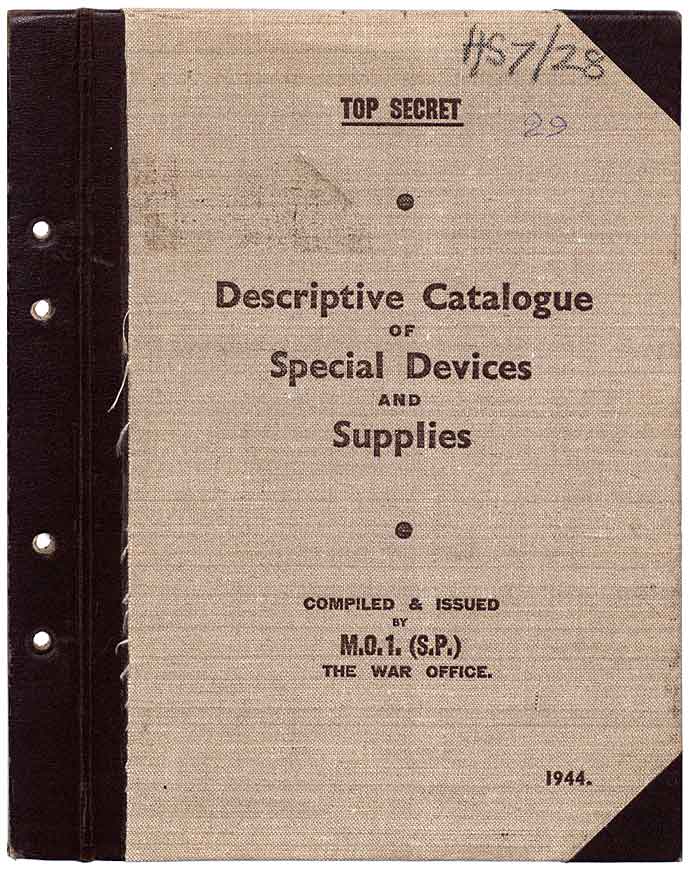 HS7/28
TOP SECRET
29
Descriptive Catalogue
OF
Special Devices
AND
Supplies
COMPILED & ISSUED
BY
M.O.1. (S.P.)
THE WAR OFFICE.
1944.